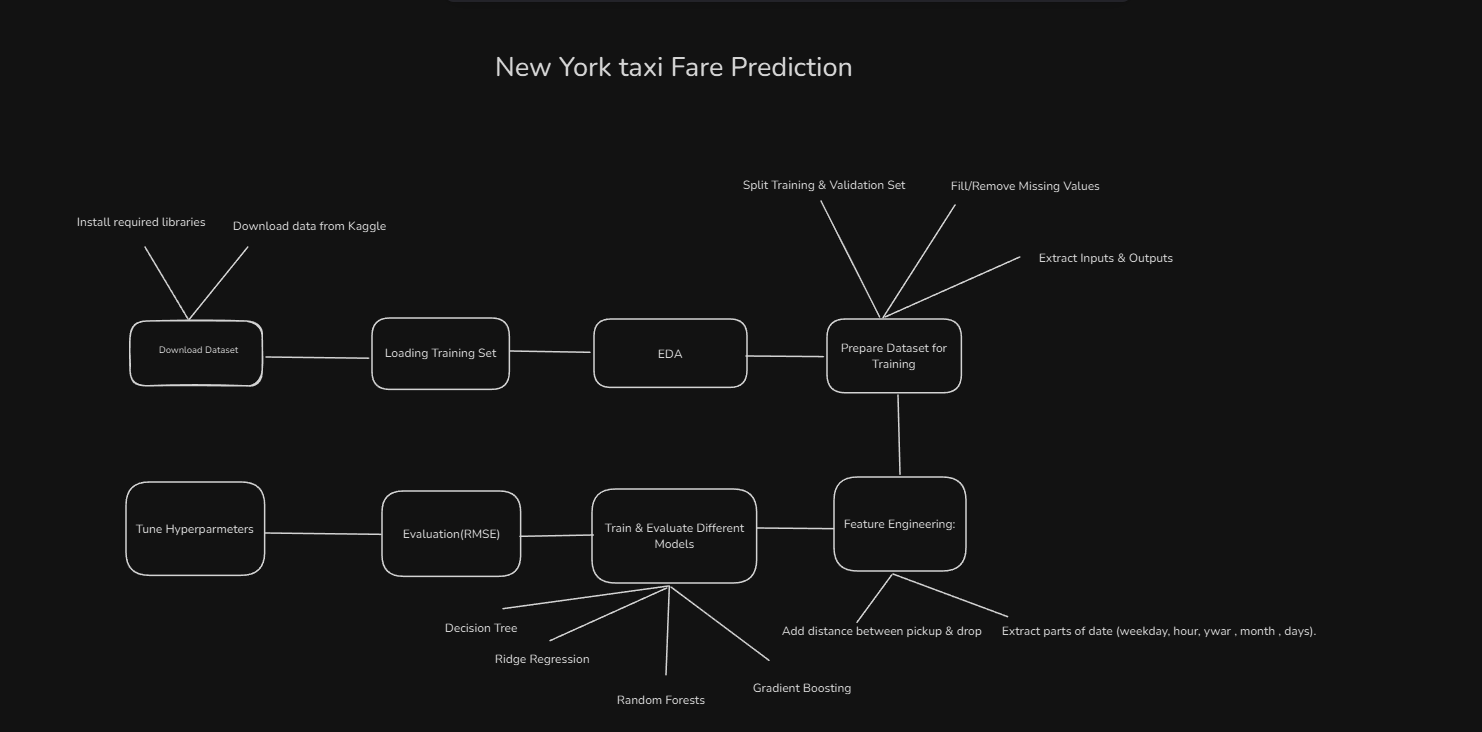 New York taxi Fare Prediction
Split Training & Validation Set
Fill/Remove Missing Values
Install required libraries
Download data from Kaggle
Extract Inputs & Outputs
Download Dataset
Loading Training Set
EDA
Prepare Dataset for
Training
Tune Hyperparmeters
Evaluation(RMSE)
Train & Evaluate Different
Models
Feature Engineering:
Decision Tree
Ridge Regression
Random Forests
Gradient Boosting
Add distance between pickup & drop
Extract parts of date (weekday, hour, ywar , month , days).